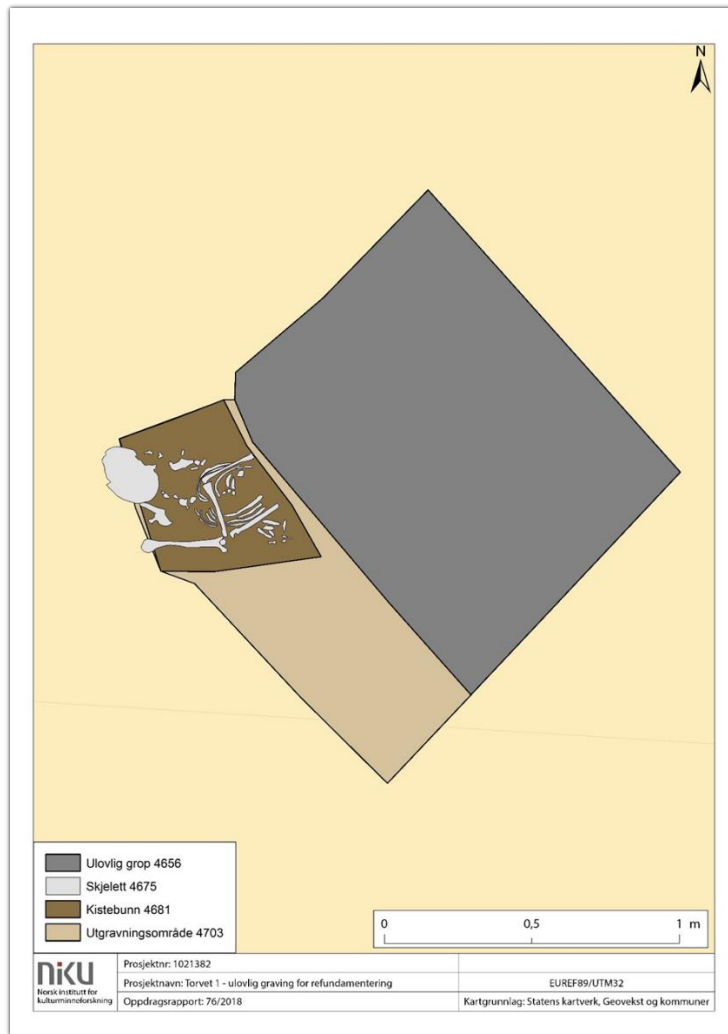 N
Ulovlig grop 4656
Skjelett 4675
Kistebunn 4681
Utgravningsområde 4703
0 0,5 1 m
niku
Norsk institutt for
kulturminneforskning
Prosjektnr: 1021382
Prosjektnavn: Torvet 1 - ulovlig graving for refundamentering
EUREF89/UTM32
Oppdragsrapport: 76/2018
Kartgrunnlag: Statens kartverk, Geovekst og kommuner